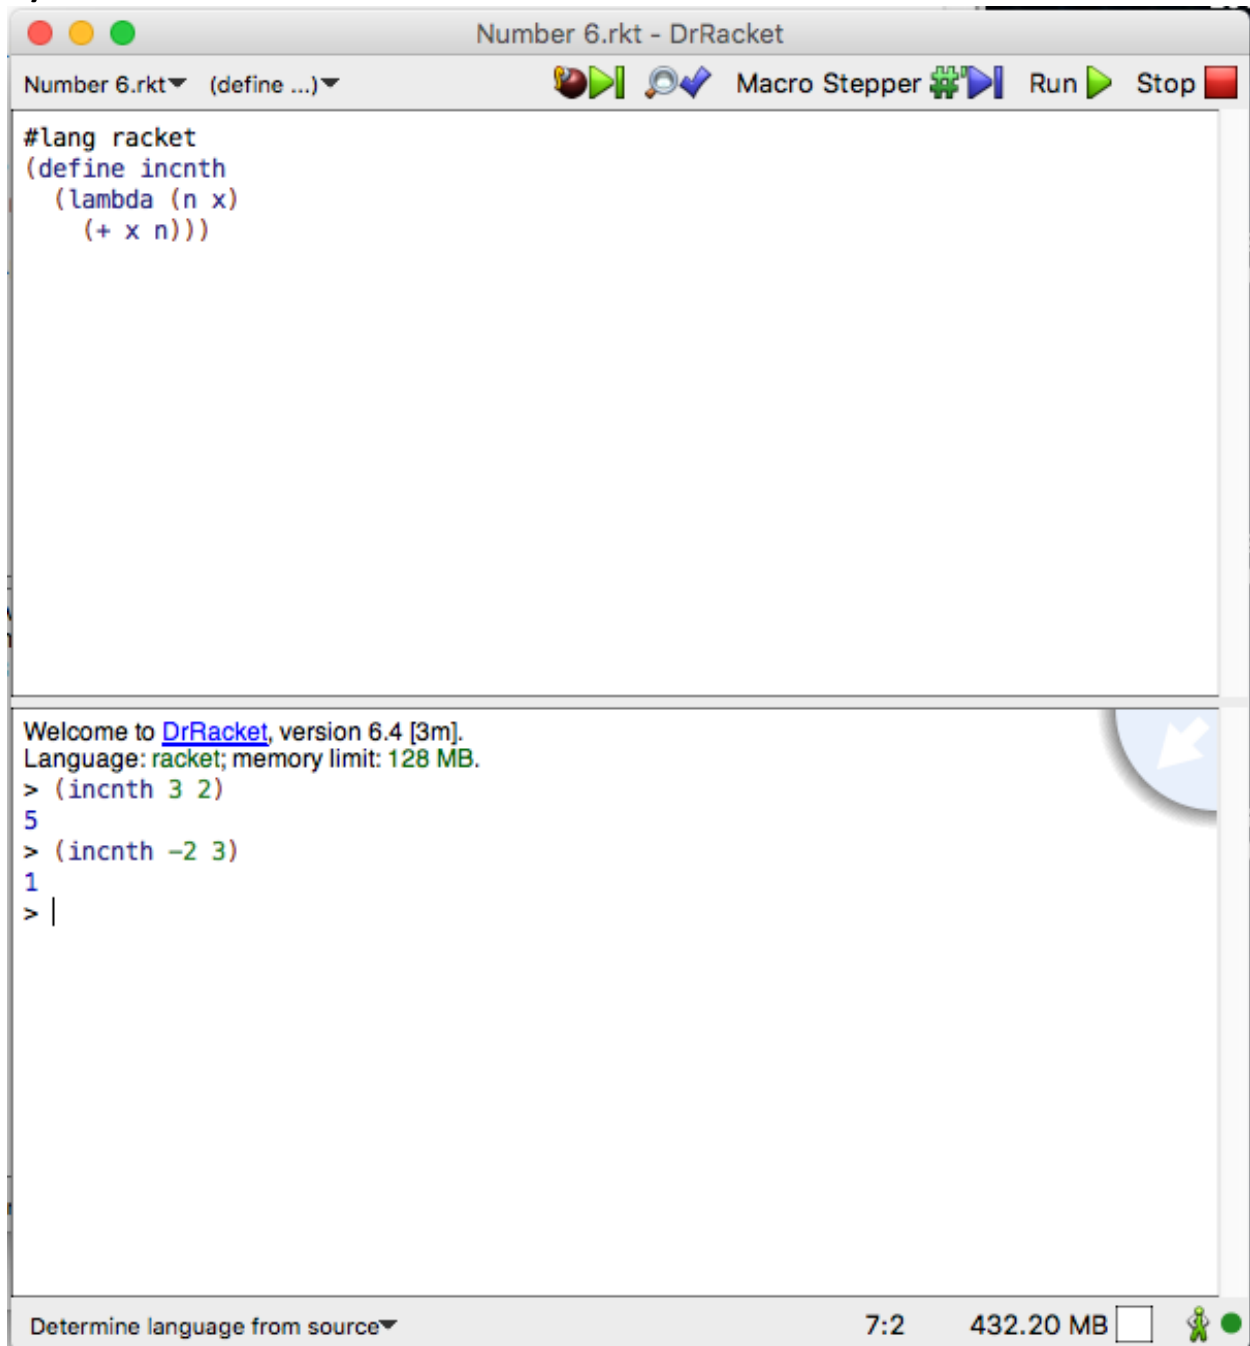 Number 6.rkt - DrRacket
Number 6.rkt (define ...) Macro Stepper Run Stop
#lang racket
(define incnth
(lambda (n x)
(+ x n)))
Welcome to DrRacket, version 6.4 [3m].
Language: racket; memory limit: 128 MB.
> (incnth 3 2)
5
> (incnth -2 3)
1
>
Determine language from source 7:2 432.20 MB